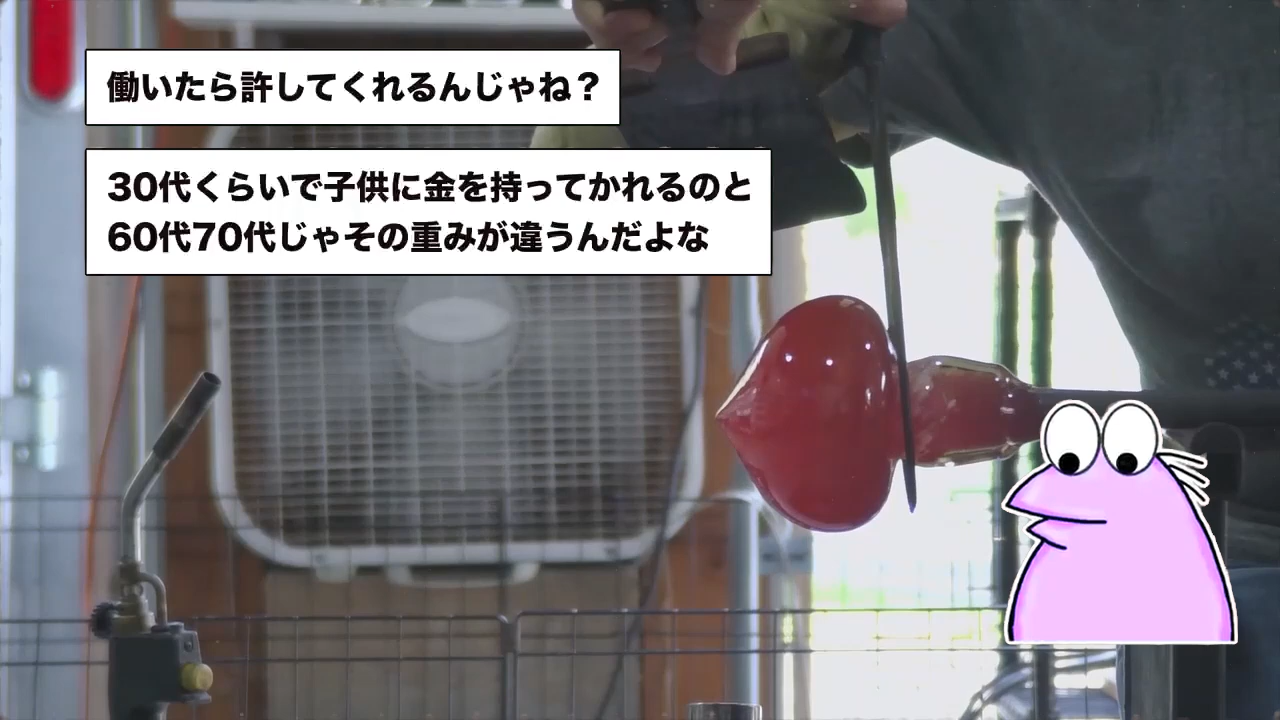 働いたら許してくれるんじゃね？
30代くらいで子供に金を持ってかれるのと
60代70代じゃその重みが違うんだよな